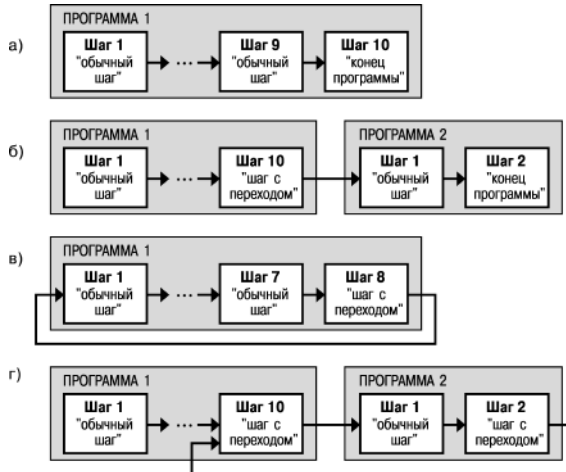 ПРОГРАММА 1
а)
Шаг 1
"обычный
шаг"
...
Шаг 9
"обычный
шаг"
Шаг 10
"конец
программы"
ПРОГРАММА 1
б)
Шаг 1
"обычный
шаг"
...
Шаг 10
"шаг с
переходом"
ПРОГРАММА 2
Шаг 1
"обычный
шаг"
Шаг 2
"конец
программы"
ПРОГРАММА 1
в)
Шаг 1
"обычный
шаг"
...
Шаг 7
"обычный
шаг"
Шаг 8
"шаг с
переходом"
г)
ПРОГРАММА 1
Шаг 1
"обычный
шаг"
...
Шаг 10
"шаг с
переходом"
ПРОГРАММА 2
Шаг 1
"обычный
шаг"
Шаг 2
"шаг с
переходом"